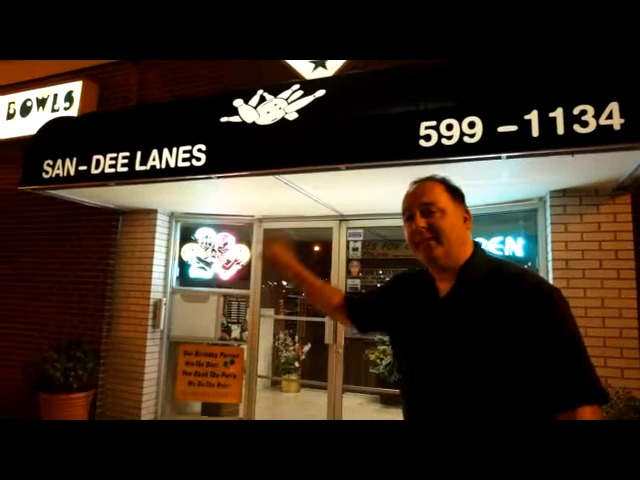 BOWLS
SAN-DEE LANES
599-1134
OPEN
Our Birthday Parties
Are The Best.
You Book The Party
We Do The Rest.